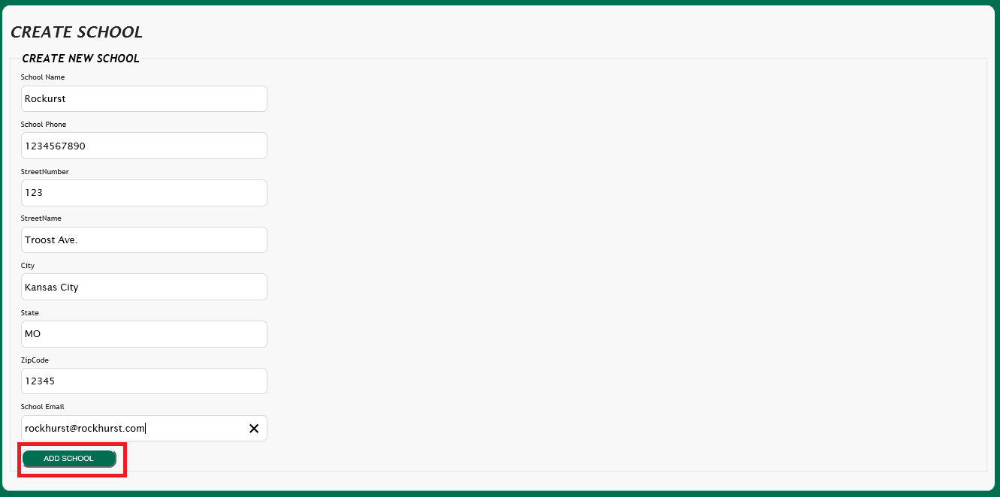 CREATE SCHOOL
CREATE NEW SCHOOL
School Name
Rockurst
School Phone
1234567890
StreetNumber
123
StreetName
Troost Ave.
City
Kansas City
State
MO
ZipCode
12345
School Email
rockhurst@rockhurst.com
ADD SCHOOL